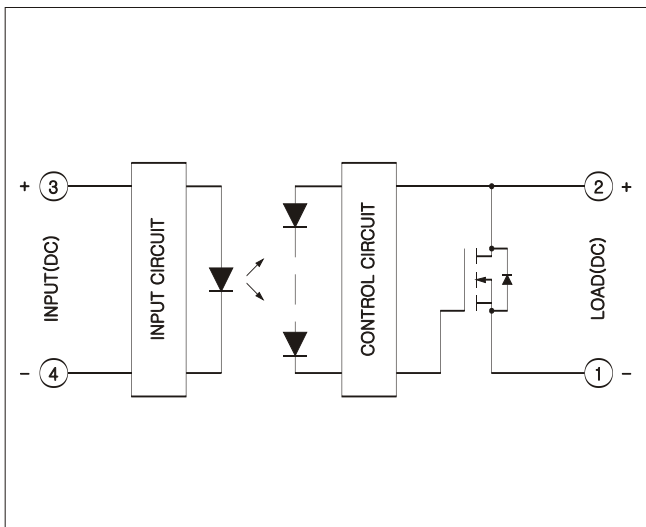 + 3
INPUT(DC)
- 4
INPUT CIRCUIT
CONTROL CIRCUIT
2 +
LOAD(DC)
1 -